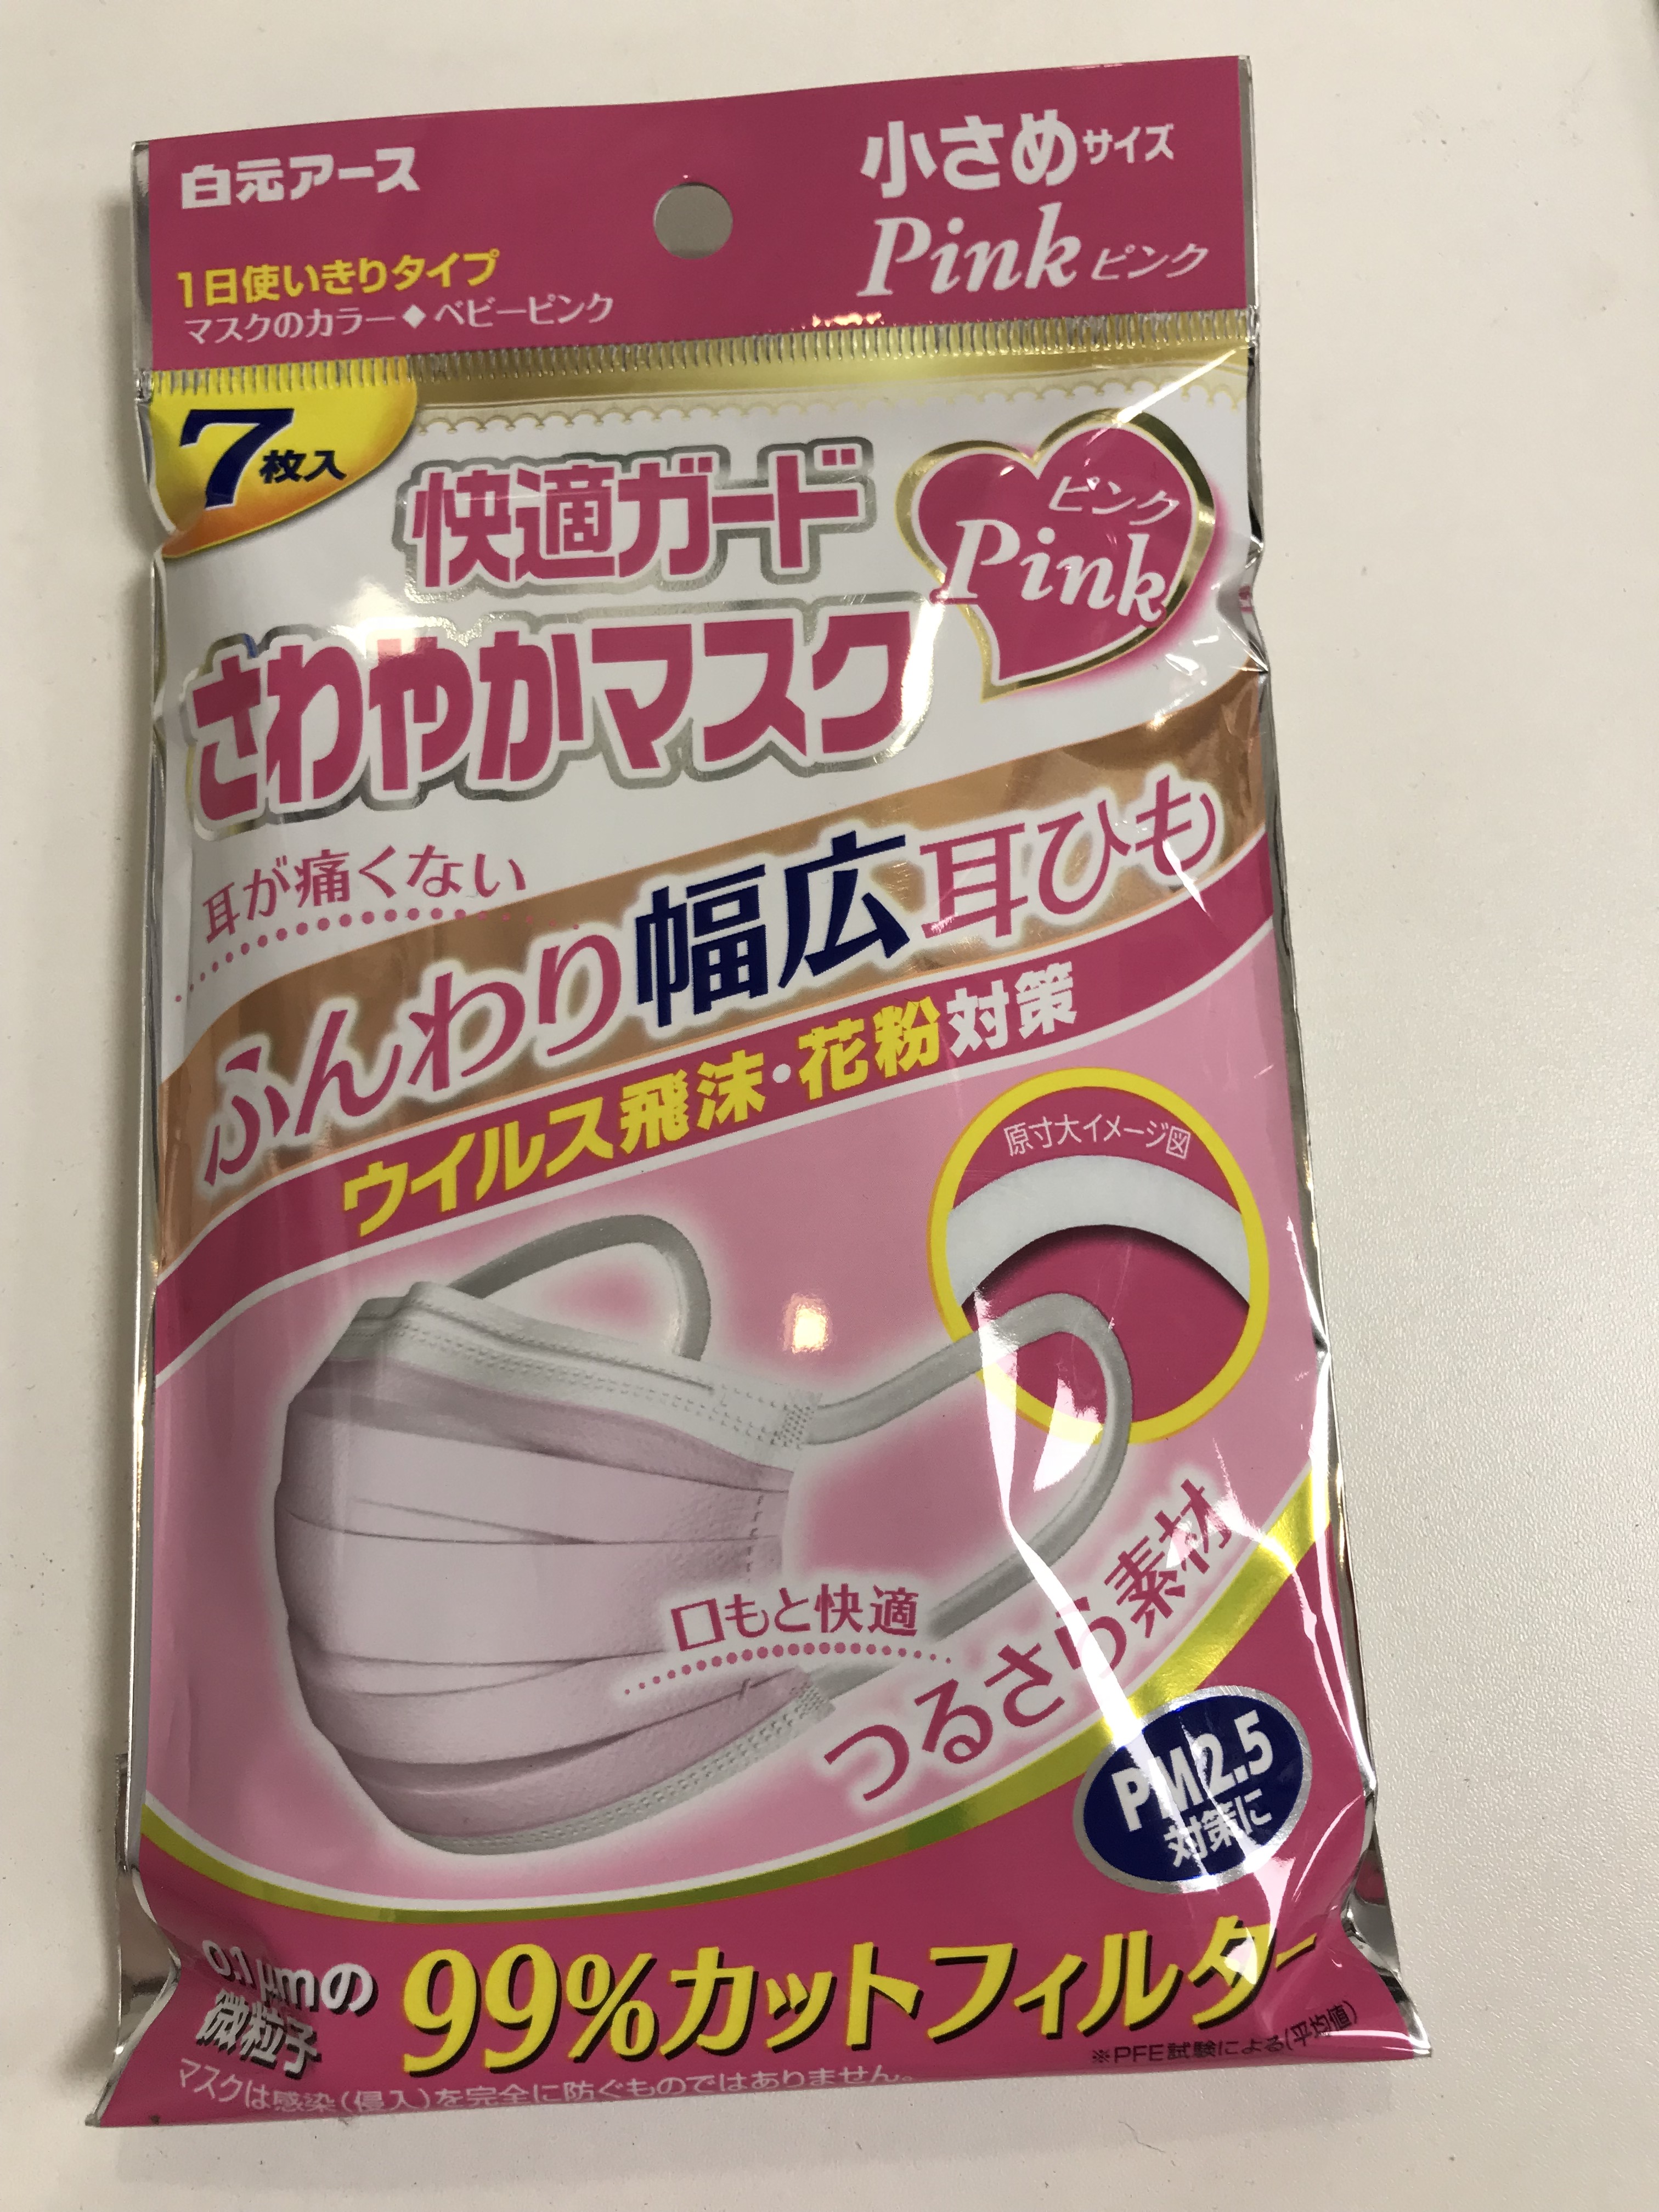 白元アース
小さめサイズ
Pink ピンク
1日使いきりタイプ
マスクのカラー◆ベビーピンク
7枚入
快適ガード
さわやかマスク
ピンク
Pink
耳が痛くない
ふんわり幅広耳ひも
ウイルス飛沫・花粉対策
原寸大イメージ図
口もと快適
つるさら素材
PM2.5
対策に
0.1μmの
微粒子
99%カットフィルター
※PFE試験による(平均値)
マスクは感染(侵入)を完全に防ぐものではありません。